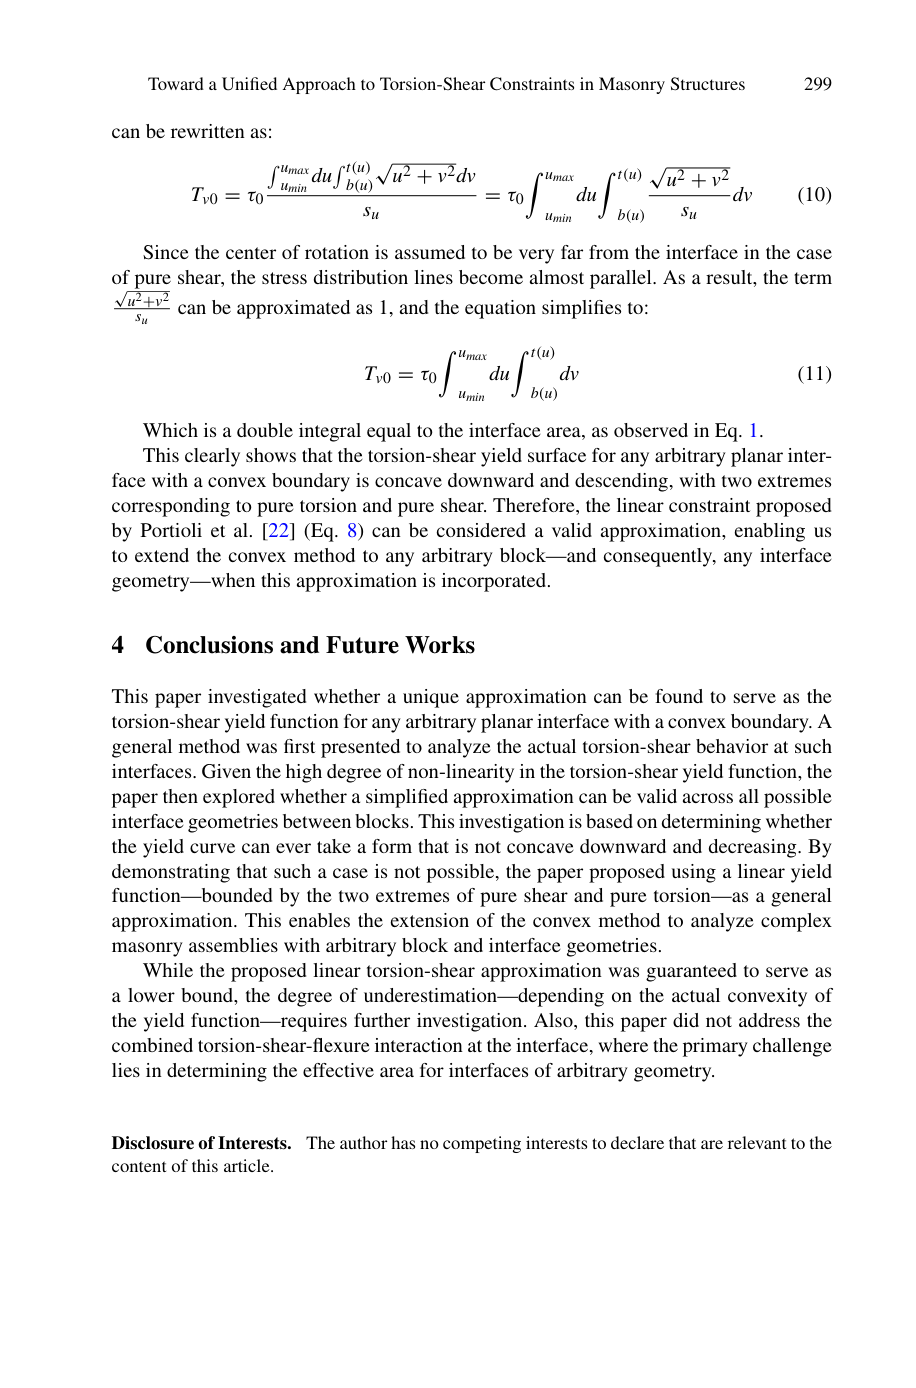 Toward a Unified Approach to Torsion-Shear Constraints in Masonry Structures 299
can be rewritten as:
T_{v0} = τ_0 \frac{∫_{u_{min}}^{u_{max}} du ∫_{b(u)}^{t(u)} \sqrt{u^2 + v^2} dv}{s_u} = τ_0 ∫_{u_{min}}^{u_{max}} du ∫_{b(u)}^{t(u)} \frac{\sqrt{u^2 + v^2}}{s_u} dv (10)
Since the center of rotation is assumed to be very far from the interface in the case
of pure shear, the stress distribution lines become almost parallel. As a result, the term
\frac{\sqrt{u^2+v^2}}{s_u} can be approximated as 1, and the equation simplifies to:
T_{v0} = τ_0 ∫_{u_{min}}^{u_{max}} du ∫_{b(u)}^{t(u)} dv (11)
Which is a double integral equal to the interface area, as observed in Eq. 1.
This clearly shows that the torsion-shear yield surface for any arbitrary planar inter-
face with a convex boundary is concave downward and descending, with two extremes
corresponding to pure torsion and pure shear. Therefore, the linear constraint proposed
by Portioli et al. [22] (Eq. 8) can be considered a valid approximation, enabling us
to extend the convex method to any arbitrary block—and consequently, any interface
geometry—when this approximation is incorporated.
4 Conclusions and Future Works
This paper investigated whether a unique approximation can be found to serve as the
torsion-shear yield function for any arbitrary planar interface with a convex boundary. A
general method was first presented to analyze the actual torsion-shear behavior at such
interfaces. Given the high degree of non-linearity in the torsion-shear yield function, the
paper then explored whether a simplified approximation can be valid across all possible
interface geometries between blocks. This investigation is based on determining whether
the yield curve can ever take a form that is not concave downward and decreasing. By
demonstrating that such a case is not possible, the paper proposed using a linear yield
function—bounded by the two extremes of pure shear and pure torsion—as a general
approximation. This enables the extension of the convex method to analyze complex
masonry assemblies with arbitrary block and interface geometries.
While the proposed linear torsion-shear approximation was guaranteed to serve as
a lower bound, the degree of underestimation—depending on the actual convexity of
the yield function—requires further investigation. Also, this paper did not address the
combined torsion-shear-flexure interaction at the interface, where the primary challenge
lies in determining the effective area for interfaces of arbitrary geometry.
Disclosure of Interests. The author has no competing interests to declare that are relevant to the
content of this article.